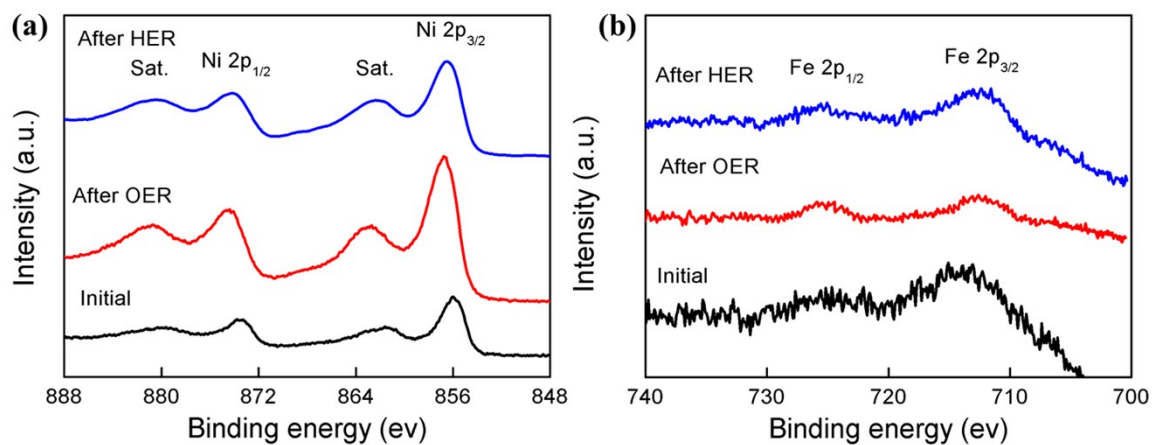 (a)
After HER
Sat.
Ni 2p1/2
Sat.
Ni 2p3/2
After OER
Initial
Intensity (a.u.)
888 880 872 864 856 848
Binding energy (ev)
(b)
After HER
Fe 2p1/2
Fe 2p3/2
After OER
Initial
Intensity (a.u.)
740 730 720 710 700
Binding energy (ev)